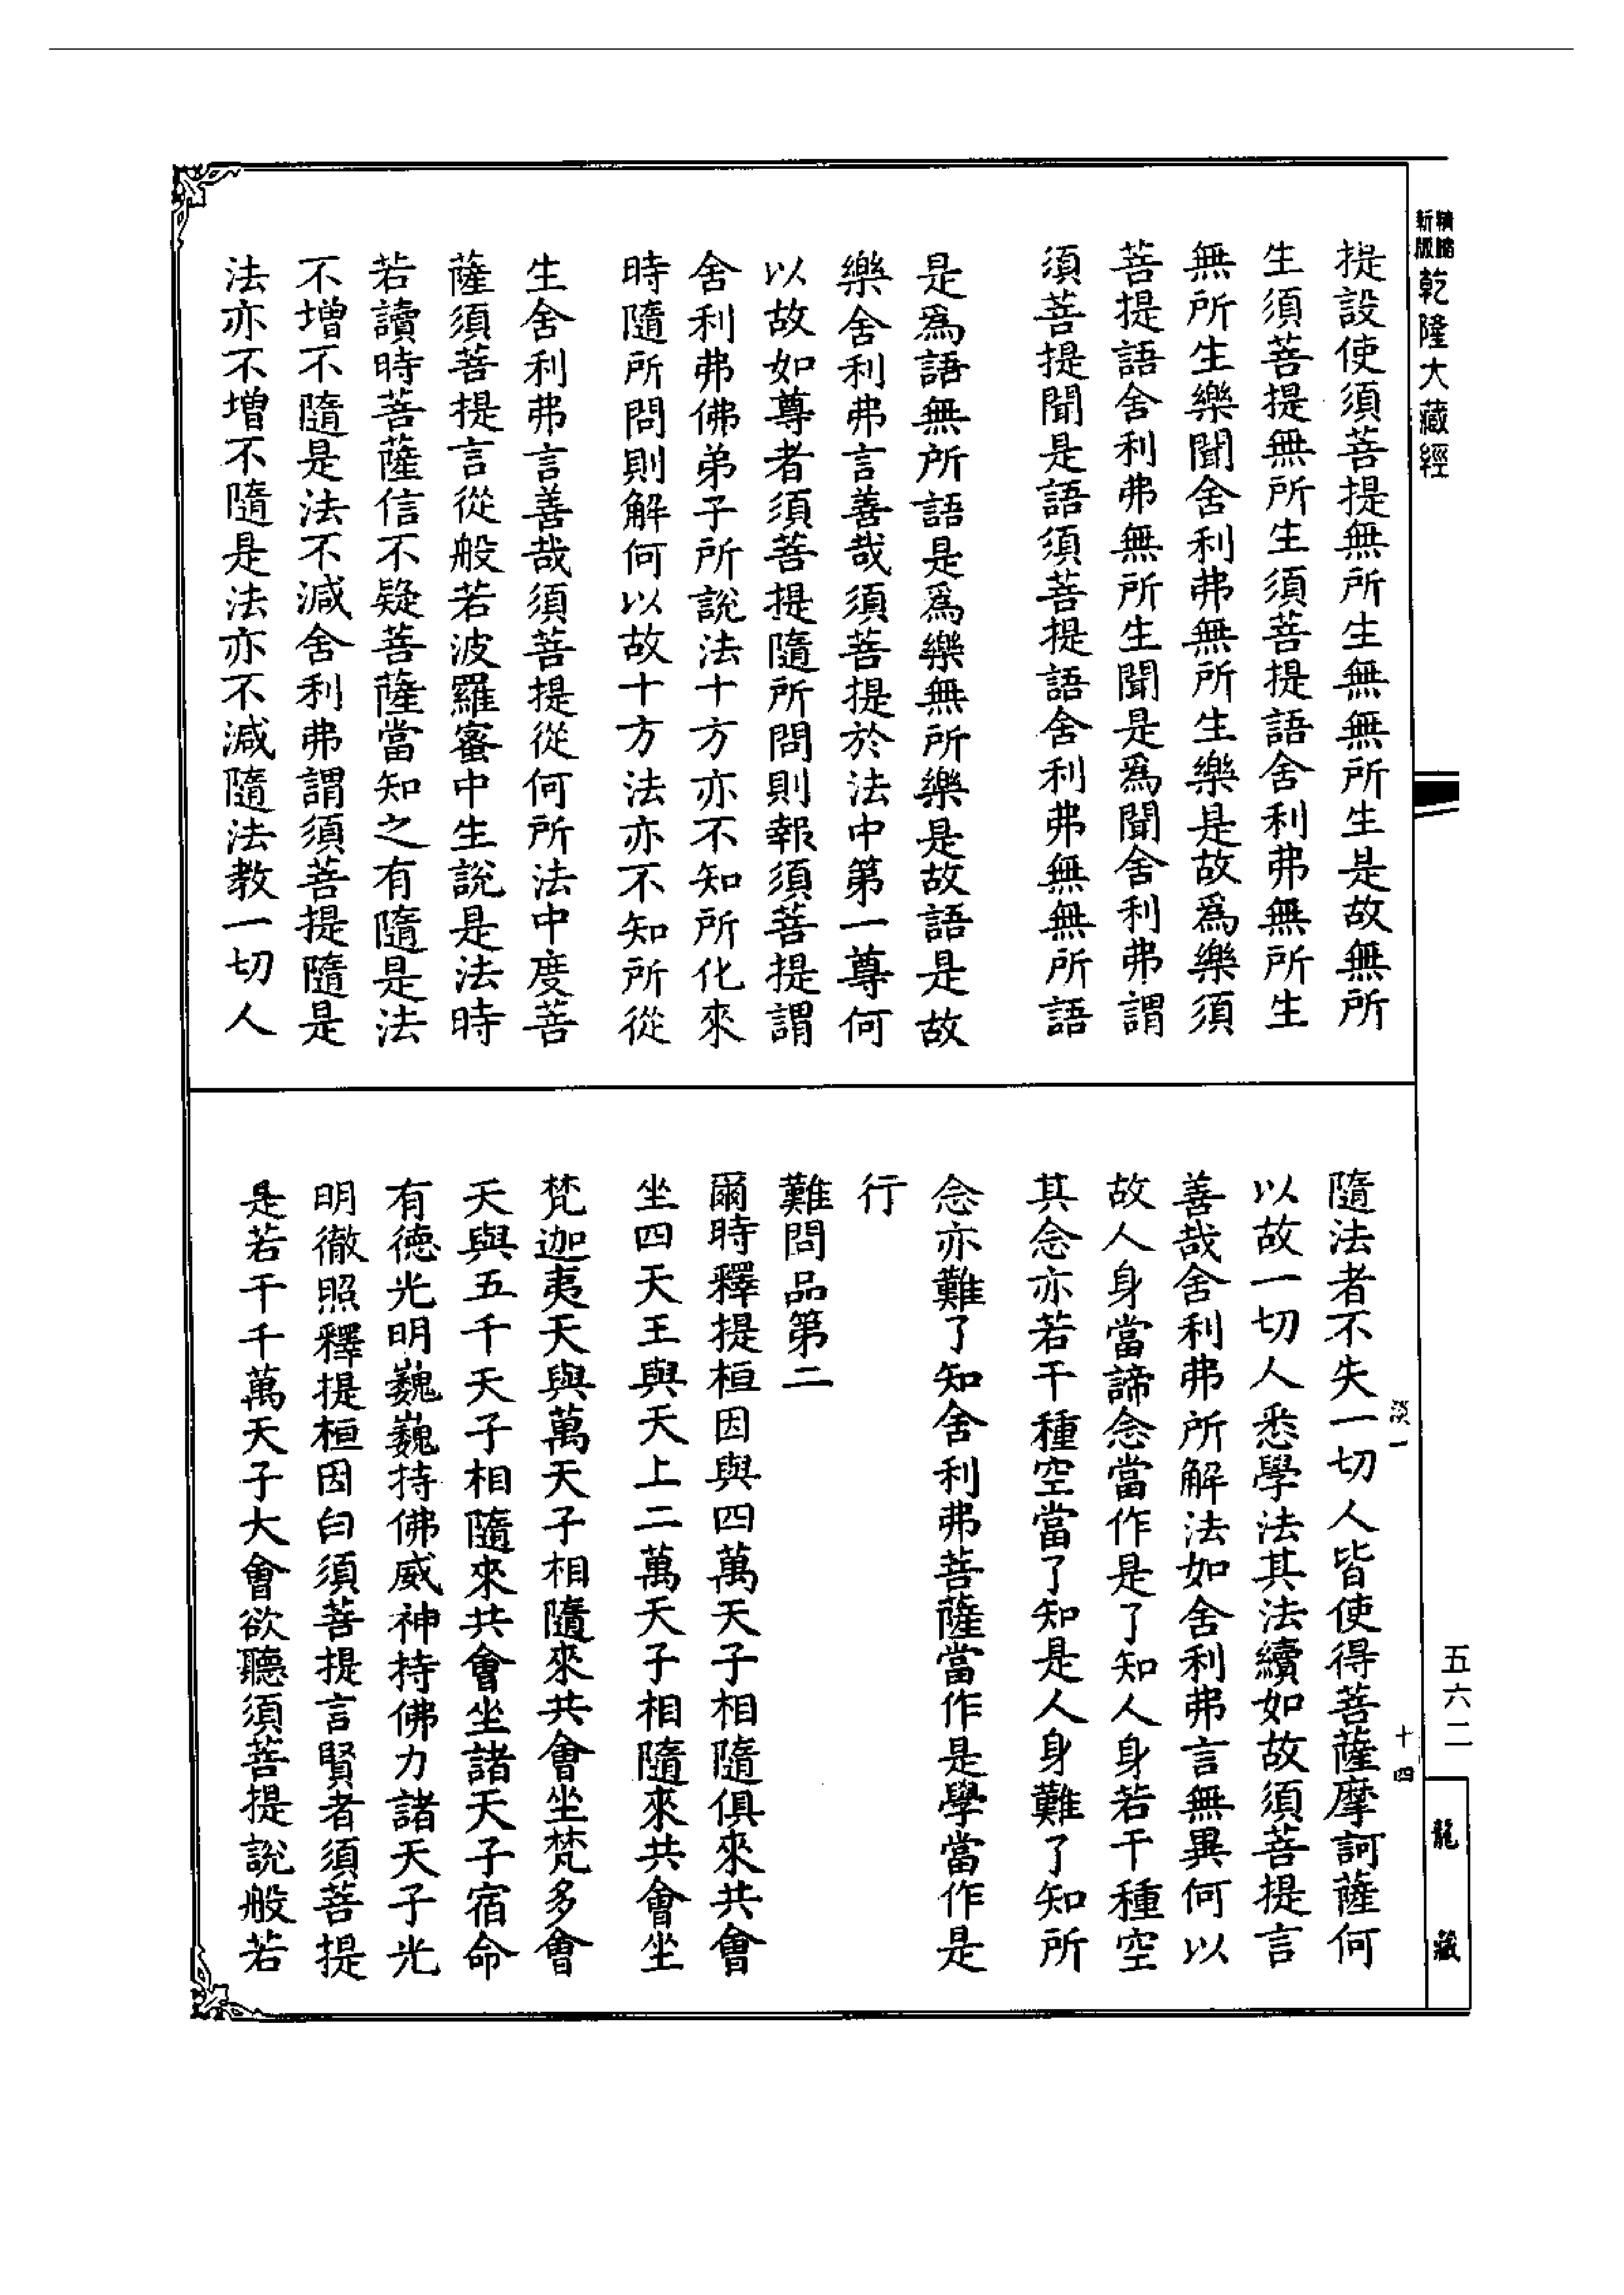 精縮
新版
乾隆大藏經
提設使須菩提無所生無無所生是故無所
生須菩提無所生須菩提語舍利弗無所生
無所生樂聞舍利弗無所生樂是故爲樂須
菩提語舍利弗無所生聞是爲聞舍利弗謂
須菩提聞是語須菩提語舍利弗無無所語
是爲語無所語是爲樂無所樂是故語是故
樂舍利弗言善哉須菩提於法中第一尊何
以故如尊者須菩提隨所問則報須菩提謂
舍利弗佛弟子所說法十方亦不知所化來
時隨所問則解何以故十方法亦不知所從
生舍利弗言善哉須菩提從何所法中度菩
薩須菩提言從般若波羅蜜中生說是法時
若讀時菩薩信不疑菩薩當知之有隨是法
不增不隨是法不減舍利弗謂須菩提隨是
法亦不增不隨是法亦不減隨法教一切人
隨法者不失一切人皆使得菩薩摩訶薩何
以故一切人悉學法其法續如故須菩提言
善哉舍利弗所解法如舍利弗言無異何以
故人身當諦念當作是了知人身若干種空
其念亦若干種空當了知是人身難了知所
念亦難了知舍利弗菩薩當作是學當作是
行
難問品第二
爾時釋提桓因與四萬天子相隨俱來共會
坐四天王與天上二萬天子相隨來共會坐
梵迦夷天與萬天子相隨來共會坐梵多會
天與五千天子相隨來共會坐諸天子宿命
有德光明巍巍持佛威神持佛力諸天子光
明徹照釋提桓因白須菩提言賢者須菩提
是若干千萬天子大會欲聽須菩提說般若
淡一
十四
五六二
龍藏